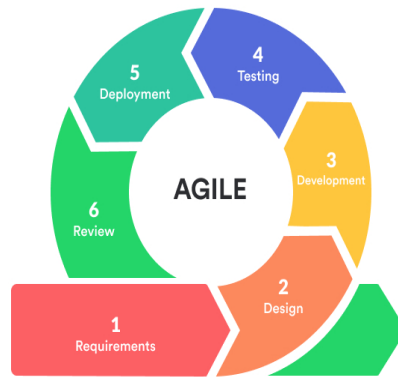 AGILE
1
Requirements
2
Design
3
Development
4
Testing
5
Deployment
6
Review